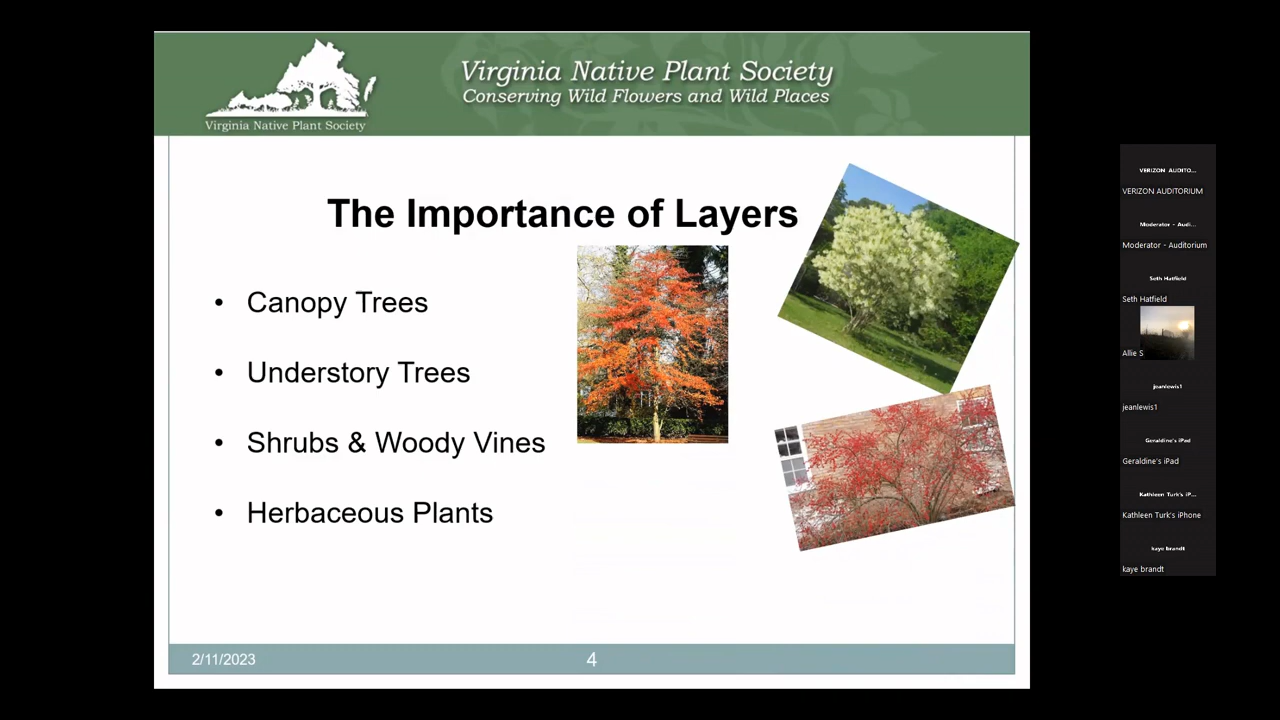 Virginia Native Plant Society
Virginia Native Plant Society
Conserving Wild Flowers and Wild Places
The Importance of Layers
• Canopy Trees
• Understory Trees
• Shrubs & Woody Vines
• Herbaceous Plants
2/11/2023
4
VERIZON AUDITO...
VERIZON AUDITORIUM
Moderator - Audi...
Moderator - Auditorium
Seth Hatfield
Seth Hatfield
Allie S
jeanlewis1
jeanlewis1
Geraldine's iPad
Geraldine's iPad
Kathleen Turk's iP...
Kathleen Turk's iPhone
kaye brandt
kaye brandt